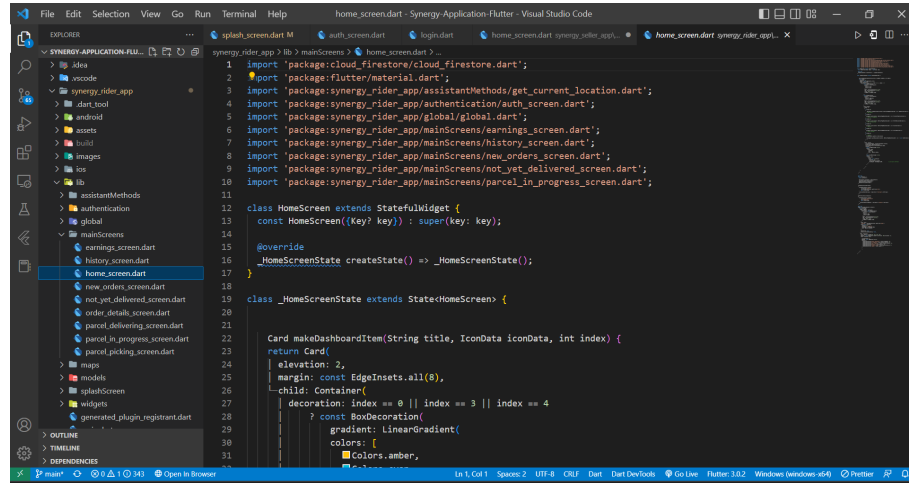 File Edit Selection View Go Run Terminal Help home_screen.dart - Synergy-Application-Flutter - Visual Studio Code
EXPLORER ...
splash_screen.dart M auth_screen.dart login.dart home_screen.dart synergy_seller_app\... home_screen.dart synergy_rider_app\...
SYNERGY-APPLICATION-FLU...
synergy_rider_app > lib > mainScreens > home_screen.dart > ...
.idea
.vscode
synergy_rider_app
.dart_tool
android
assets
build
images
ios
lib
assistantMethods
authentication
global
mainScreens
earnings_screen.dart
history_screen.dart
home_screen.dart
new_orders_screen.dart
not_yet_delivered_screen.dart
order_details_screen.dart
parcel_delivering_screen.dart
parcel_in_progress_screen.dart
parcel_picking_screen.dart
maps
models
splashScreen
widgets
generated_plugin_registrant.dart
OUTLINE
TIMELINE
DEPENDENCIES
1 import 'package:cloud_firestore/cloud_firestore.dart';
2 import 'package:flutter/material.dart';
3 import 'package:synergy_rider_app/assistantMethods/get_current_location.dart';
4 import 'package:synergy_rider_app/authentication/auth_screen.dart';
5 import 'package:synergy_rider_app/global/global.dart';
6 import 'package:synergy_rider_app/mainScreens/earnings_screen.dart';
7 import 'package:synergy_rider_app/mainScreens/history_screen.dart';
8 import 'package:synergy_rider_app/mainScreens/new_orders_screen.dart';
9 import 'package:synergy_rider_app/mainScreens/not_yet_delivered_screen.dart';
10 import 'package:synergy_rider_app/mainScreens/parcel_in_progress_screen.dart';
11
12 class HomeScreen extends StatefulWidget {
13 const HomeScreen({Key? key}) : super(key: key);
14
15 @override
16 _HomeScreenState createState() => _HomeScreenState();
17 }
18
19 class _HomeScreenState extends State<HomeScreen> {
20
21
22 Card makeDashboardItem(String title, IconData iconData, int index) {
23 return Card(
24 elevation: 2,
25 margin: const EdgeInsets.all(8),
26 child: Container(
27 decoration: index == 0 || index == 3 || index == 4
28 ? const BoxDecoration(
29 gradient: LinearGradient(
30 colors: [
31 Colors.amber,
65 main* 0 1 343 Open In Browser Ln 1, Col 1 Spaces: 2 UTF-8 CRLF Dart Dart DevTools Go Live Flutter: 3.0.2 Windows (windows-x64) Prettier